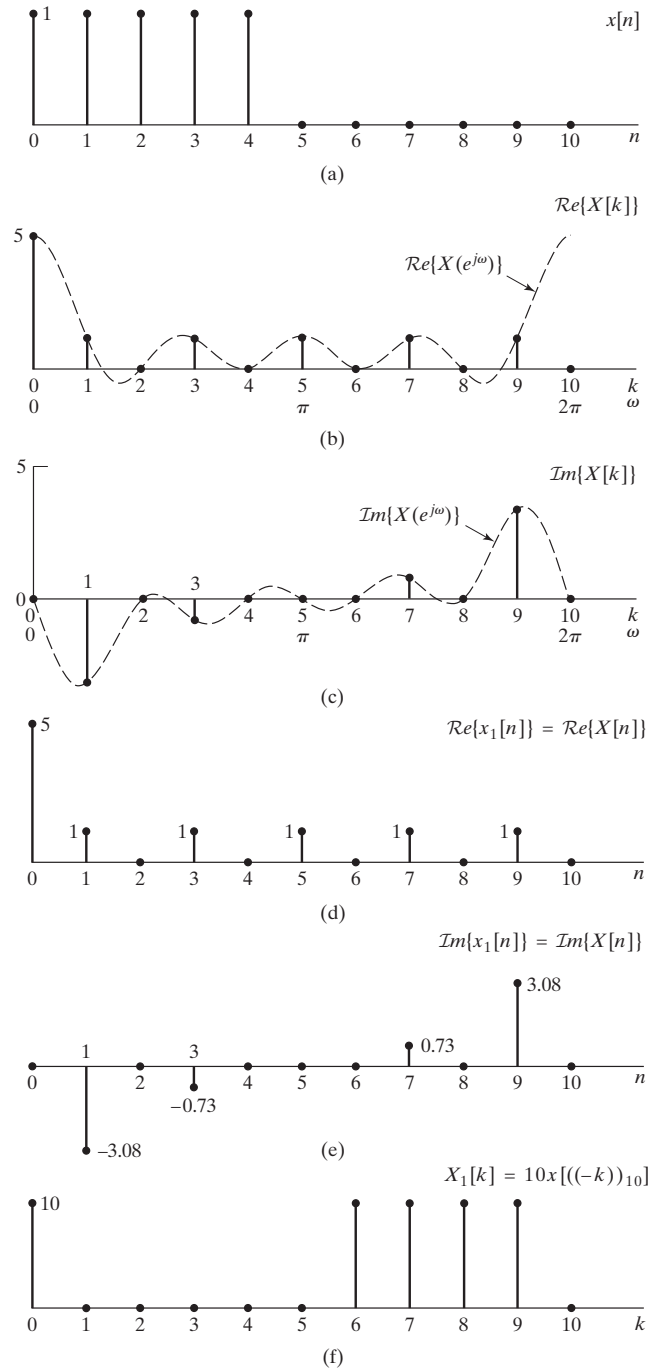 1
x[n]
0 1 2 3 4 5 6 7 8 9 10 n
(a)
ℛe{X[k]}
5
ℛe{X(e^{jω})}
0 1 2 3 4 5 6 7 8 9 10 k
0 π 2π ω
(b)
5
ℐm{X[k]}
ℐm{X(e^{jω})}
1 3
0
0 2 4 5 6 7 8 9 10 k
0 π 2π ω
(c)
5
ℛe{x₁[n]} = ℛe{X[n]}
1 1 1 1 1
0 1 2 3 4 5 6 7 8 9 10 n
(d)
ℐm{x₁[n]} = ℐm{X[n]}
3.08
1 3 0.73
0 2 4 5 6 7 8 9 10 n
–0.73
–3.08
(e)
X₁[k] = 10x[((–k))₁₀]
10
0 1 2 3 4 5 6 7 8 9 10 k
(f)